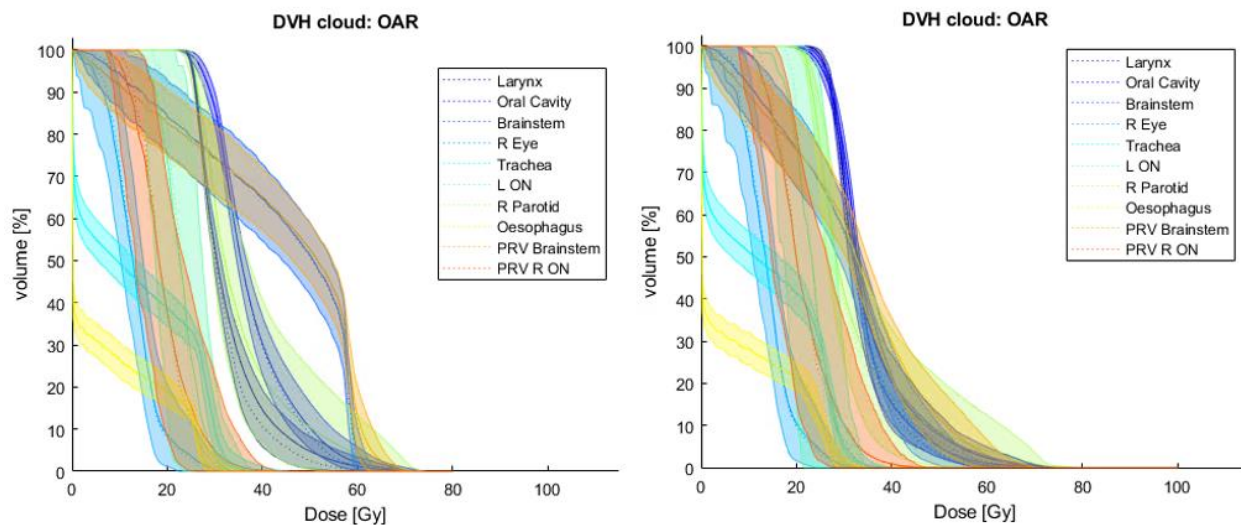 DVH cloud: OAR
100
90
80
70
60
50
40
30
20
10
0
volume [%]
0 20 40 60 80 100
Dose [Gy]
Larynx
Oral Cavity
Brainstem
R Eye
Trachea
L ON
R Parotid
Oesophagus
PRV Brainstem
PRV R ON
DVH cloud: OAR
100
90
80
70
60
50
40
30
20
10
0
volume [%]
0 20 40 60 80 100
Dose [Gy]
Larynx
Oral Cavity
Brainstem
R Eye
Trachea
L ON
R Parotid
Oesophagus
PRV Brainstem
PRV R ON